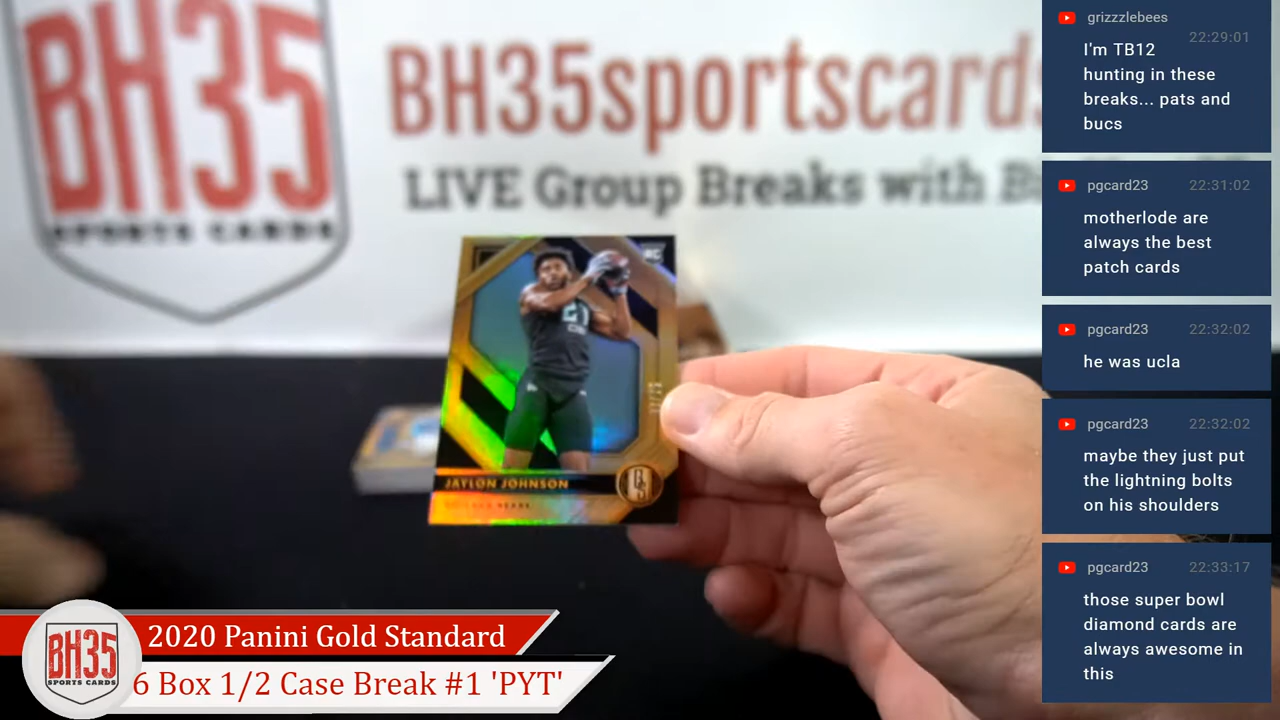 BH35
SPORTS CARDS
BH35sportscards
LIVE Group Breaks with
RC
JAYLON JOHNSON
GS
2020 Panini Gold Standard
6 Box 1/2 Case Break #1 'PYT'
BH35
SPORTS CARDS
grizzzlebees
22:29:01
I'm TB12
hunting in these
breaks... pats and
bucs
pgcard23 22:31:02
motherlode are
always the best
patch cards
pgcard23 22:32:02
he was ucla
pgcard23 22:32:02
maybe they just put
the lightning bolts
on his shoulders
pgcard23 22:33:17
those super bowl
diamond cards are
always awesome in
this